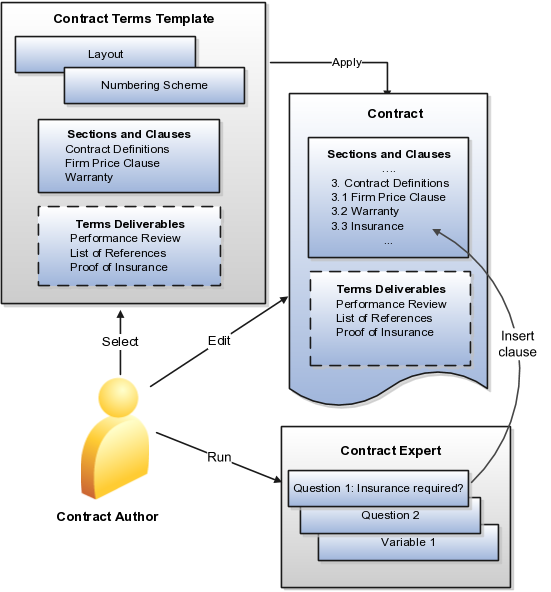 Contract Terms Template
Layout
Numbering Scheme
Sections and Clauses
Contract Definitions
Firm Price Clause
Warranty
Terms Deliverables
Performance Review
List of References
Proof of Insurance
Apply
Contract
Sections and Clauses
....
3. Contract Definitions
3.1 Firm Price Clause
3.2 Warranty
3.3 Insurance
...
Terms Deliverables
Performance Review
List of References
Proof of Insurance
Select
Edit
Insert
clause
Run
Contract Author
Contract Expert
Question 1: Insurance required?
Question 2
Variable 1